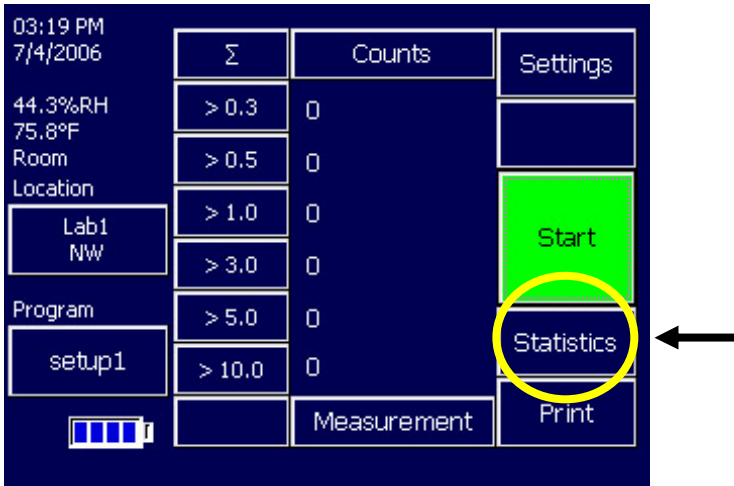 03:19 PM
7/4/2006
44.3%RH
75.8°F
Room
Location
Lab1
NW
Program
setup1
Σ
Counts
> 0.3 0
> 0.5 0
> 1.0 0
> 3.0 0
> 5.0 0
> 10.0 0
Measurement
Settings
Start
Statistics
Print